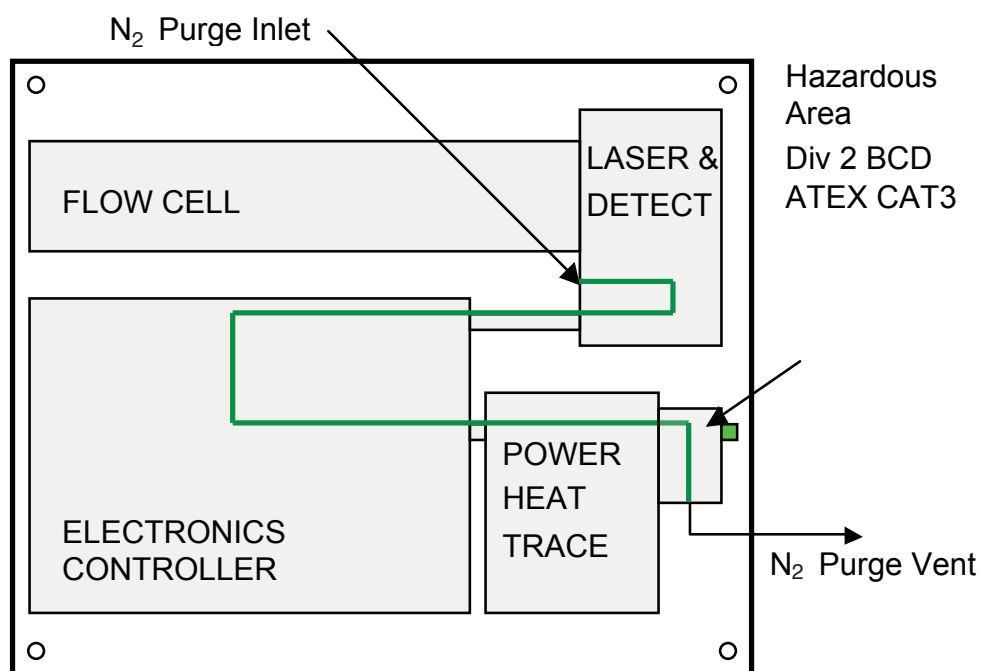 N₂ Purge Inlet
Hazardous
Area
Div 2 BCD
ATEX CAT3
LASER &
DETECT
FLOW CELL
POWER
HEAT
TRACE
ELECTRONICS
CONTROLLER
N₂ Purge Vent